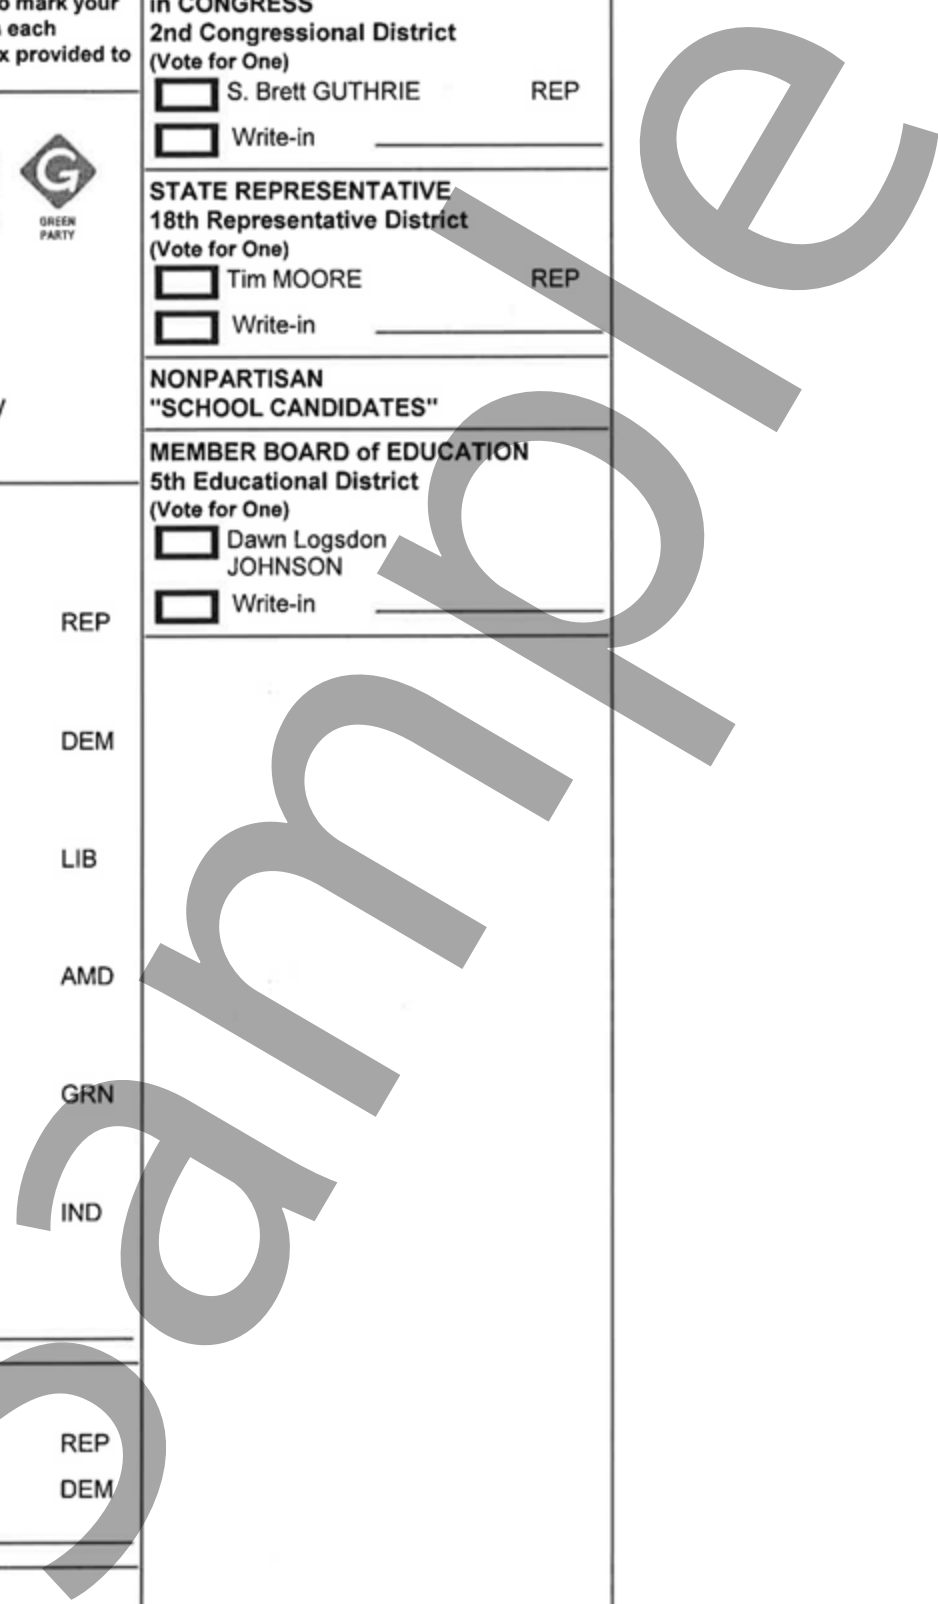 o mark your
each
x provided to
GREEN
PARTY
REP
DEM
LIB
AMD
GRN
IND
REP
DEM
in CONGRESS
2nd Congressional District
(Vote for One)
S. Brett GUTHRIE REP
Write-in
STATE REPRESENTATIVE
18th Representative District
(Vote for One)
Tim MOORE REP
Write-in
NONPARTISAN
"SCHOOL CANDIDATES"
MEMBER BOARD of EDUCATION
5th Educational District
(Vote for One)
Dawn Logsdon
JOHNSON
Write-in
ample